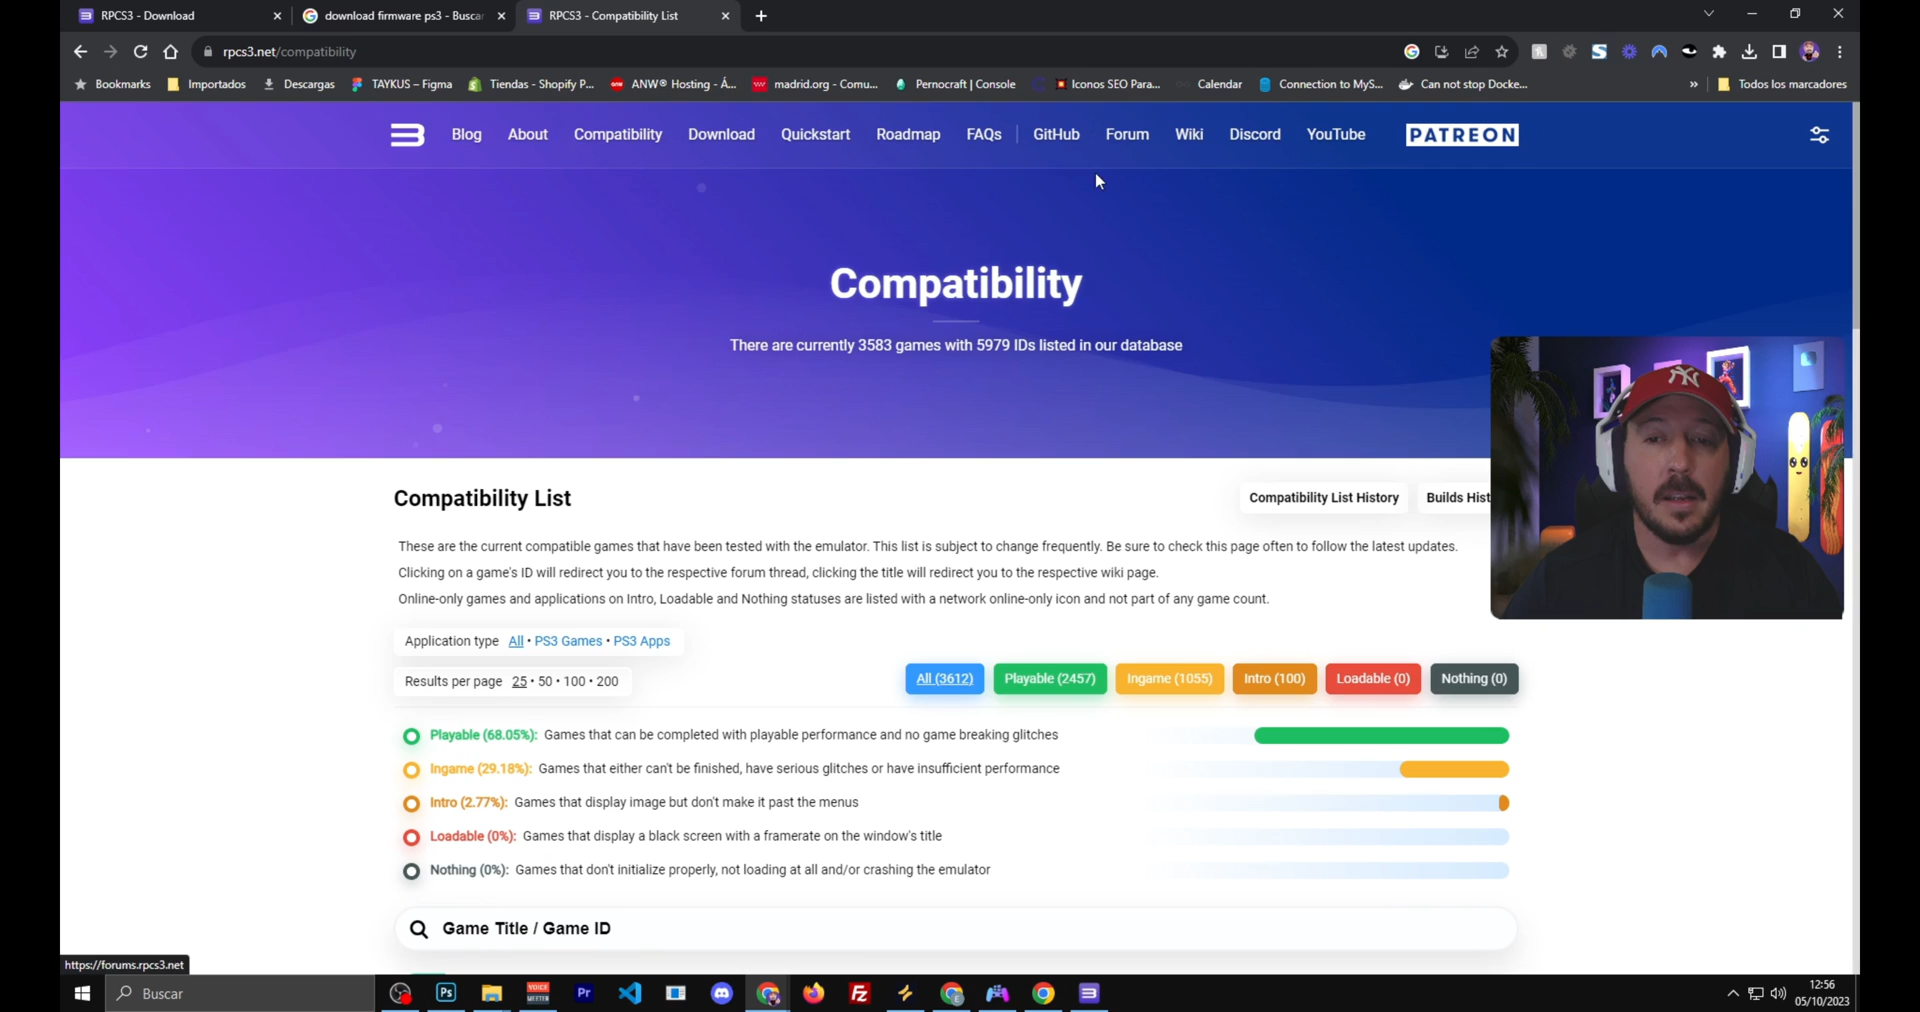 RPCS3 - Download
download firmware ps3 - Buscar
RPCS3 - Compatibility List
rpcs3.net/compatibility
Bookmarks
Importados
Descargas
TAYKUS – Figma
Tiendas - Shopify P...
ANW® Hosting - Á...
madrid.org - Comu...
Pernocraft | Console
Iconos SEO Para...
Calendar
Connection to MyS...
Can not stop Docke...
»
Todos los marcadores
Blog
About
Compatibility
Download
Quickstart
Roadmap
FAQs
GitHub
Forum
Wiki
Discord
YouTube
PATREON
Compatibility
There are currently 3583 games with 5979 IDs listed in our database
Compatibility List
Compatibility List History
Builds Hist
These are the current compatible games that have been tested with the emulator. This list is subject to change frequently. Be sure to check this page often to follow the latest updates.
Clicking on a game's ID will redirect you to the respective forum thread, clicking the title will redirect you to the respective wiki page.
Online-only games and applications on Intro, Loadable and Nothing statuses are listed with a network online-only icon and not part of any game count.
Application type All • PS3 Games • PS3 Apps
Results per page 25 • 50 • 100 • 200
All (3612)
Playable (2457)
Ingame (1055)
Intro (100)
Loadable (0)
Nothing (0)
Playable (68.05%): Games that can be completed with playable performance and no game breaking glitches
Ingame (29.18%): Games that either can't be finished, have serious glitches or have insufficient performance
Intro (2.77%): Games that display image but don't make it past the menus
Loadable (0%): Games that display a black screen with a framerate on the window's title
Nothing (0%): Games that don't initialize properly, not loading at all and/or crashing the emulator
Game Title / Game ID
https://forums.rpcs3.net
Buscar
Ps
VOICE
MEETER
Pr
Fz
12:56
05/10/2023